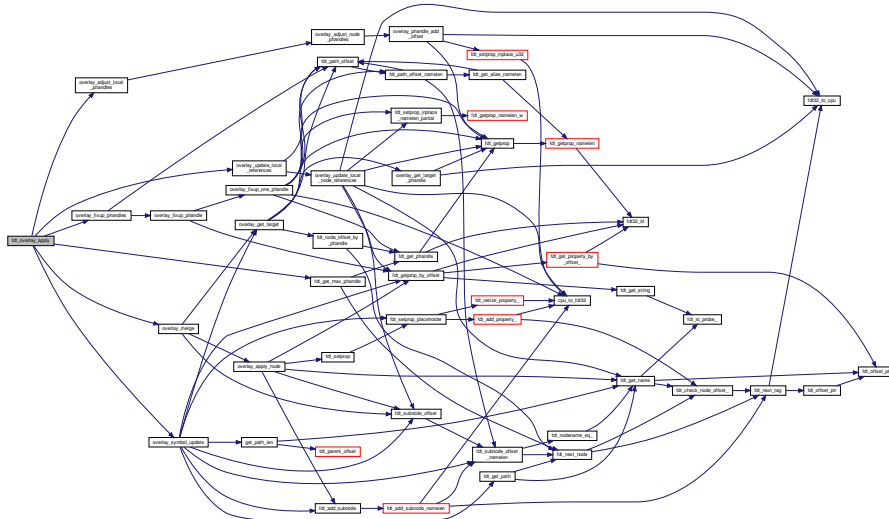 overlay_adjust_node
_phandles
overlay_phandle_add
_offset
fdt_setprop_inplace_u32
fdt_path_offset
fdt_path_offset_namelen
fdt_get_alias_namelen
overlay_adjust_local
_phandles
fdt32_to_cpu
fdt_setprop_inplace
_namelen_partial
fdt_getprop_namelen_w
fdt_getprop
fdt_getprop_namelen
overlay_update_local
_references
overlay_update_local
_node_references
overlay_get_target
_phandle
overlay_fixup_one_phandle
overlay_fixup_phandles
overlay_fixup_phandle
overlay_get_target
fdt32_ld
fdt_overlay_apply
fdt_node_offset_by
_phandle
fdt_get_phandle
fdt_get_property_by
_offset_
fdt_get_max_phandle
fdt_getprop_by_offset
fdt_get_string
fdt_resize_property_
cpu_to_fdt32
fdt_setprop_placeholder
fdt_add_property_
fdt_ro_probe_
overlay_merge
fdt_setprop
overlay_apply_node
fdt_get_name
fdt_check_node_offset_
fdt_next_tag
fdt_offset_ptr
fdt_subnode_offset
fdt_nodename_eq_
overlay_symbol_update
get_path_len
fdt_parent_offset
fdt_subnode_offset
_namelen
fdt_next_node
fdt_get_path
fdt_add_subnode
fdt_add_subnode_namelen